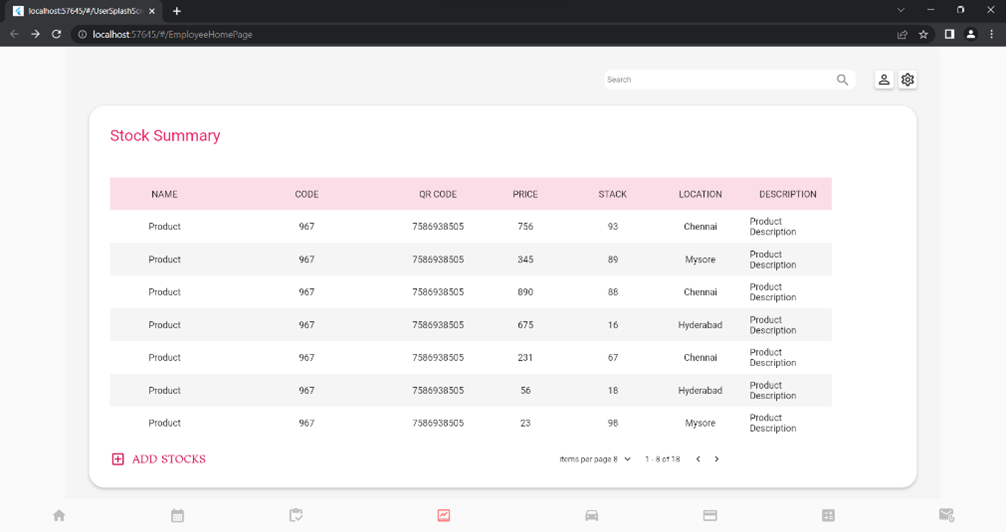 localhost:57645/#/UserSplashScr
localhost:57645/#/EmployeeHomePage
Search
Stock Summary
NAME CODE QR CODE PRICE STACK LOCATION DESCRIPTION
Product 967 7586938505 756 93 Chennai Product Description
Product 967 7586938505 345 89 Mysore Product Description
Product 967 7586938505 890 88 Chennai Product Description
Product 967 7586938505 675 16 Hyderabad Product Description
Product 967 7586938505 231 67 Chennai Product Description
Product 967 7586938505 56 18 Hyderabad Product Description
Product 967 7586938505 23 98 Mysore Product Description
ADD STOCKS items per page 8 1 - 8 of 18